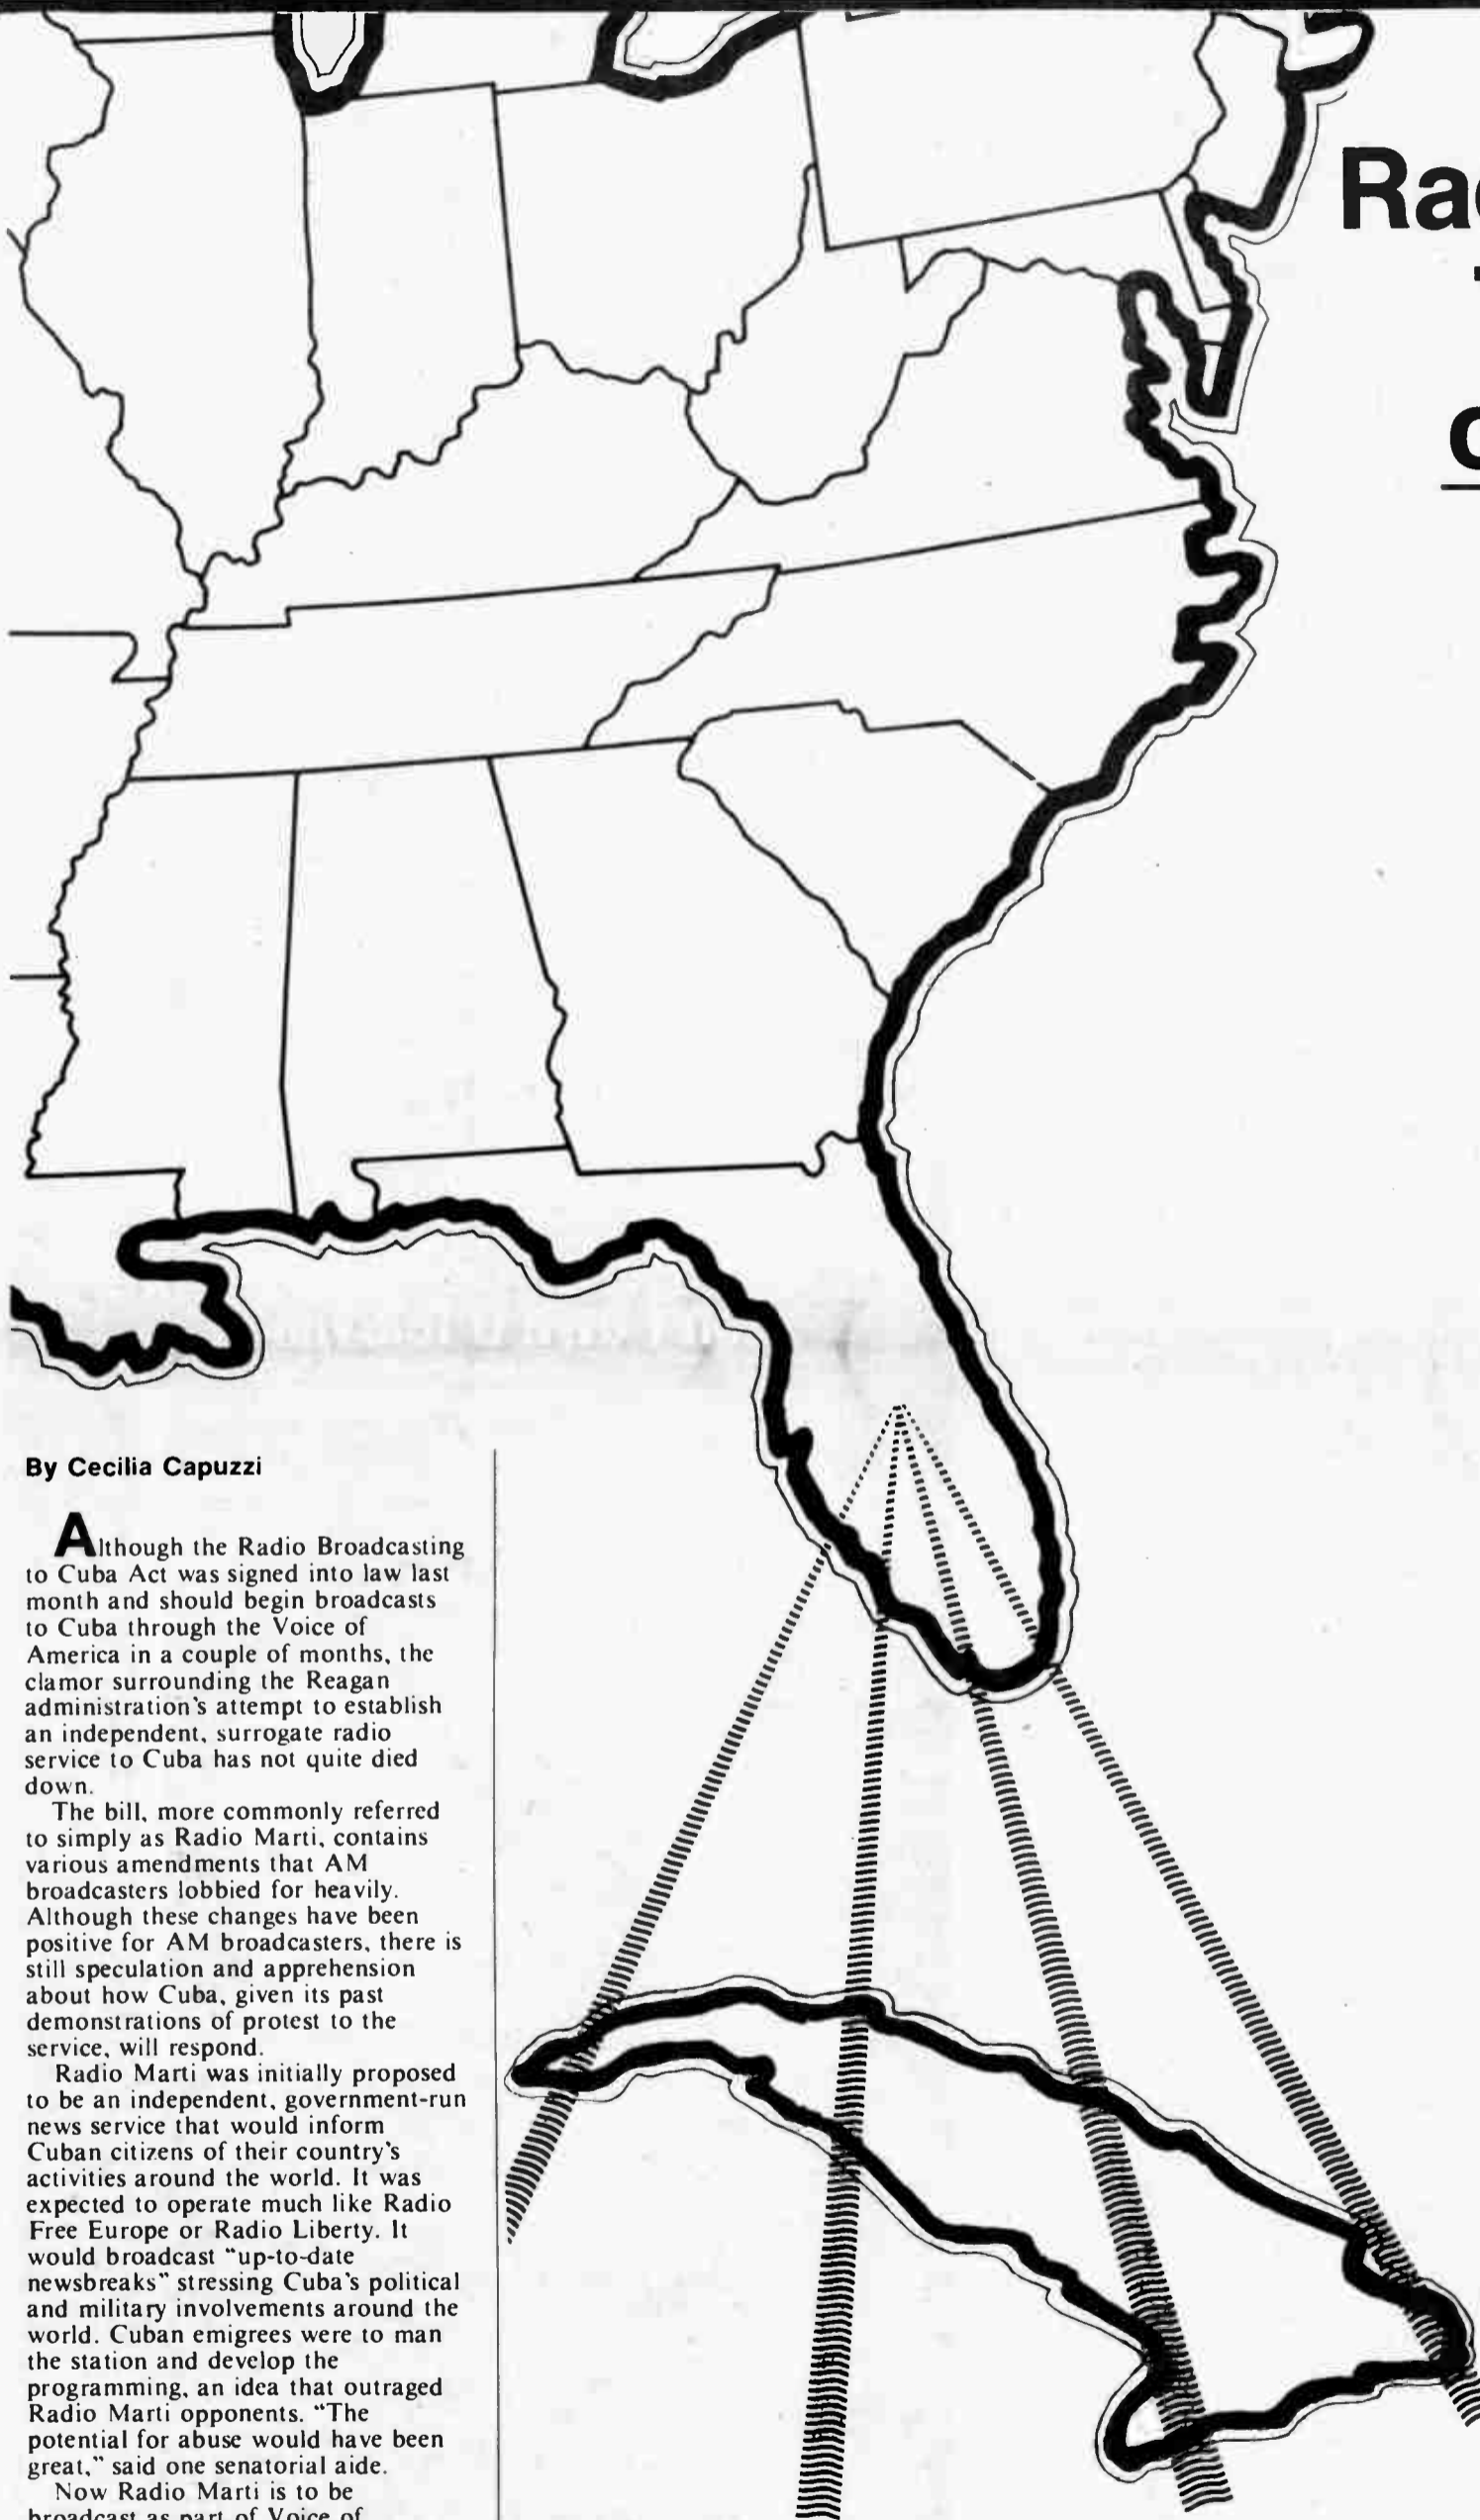 By Cecilia Capuzzi
Although the Radio Broadcasting
to Cuba Act was signed into law last
month and should begin broadcasts
to Cuba through the Voice of
America in a couple of months, the
clamor surrounding the Reagan
administration's attempt to establish
an independent, surrogate radio
service to Cuba has not quite died
down.
The bill, more commonly referred
to simply as Radio Marti, contains
various amendments that AM
broadcasters lobbied for heavily.
Although these changes have been
positive for AM broadcasters, there is
still speculation and apprehension
about how Cuba, given its past
demonstrations of protest to the
service, will respond.
Radio Marti was initially proposed
to be an independent, government-run
news service that would inform
Cuban citizens of their country's
activities around the world. It was
expected to operate much like Radio
Free Europe or Radio Liberty. It
would broadcast "up-to-date
newsbreaks" stressing Cuba's political
and military involvements around the
world. Cuban emigrees were to man
the station and develop the
programming, an idea that outraged
Radio Marti opponents. "The
potential for abuse would have been
great," said one senatorial aide.
Now Radio Marti is to be
broadcast as part of Voice of